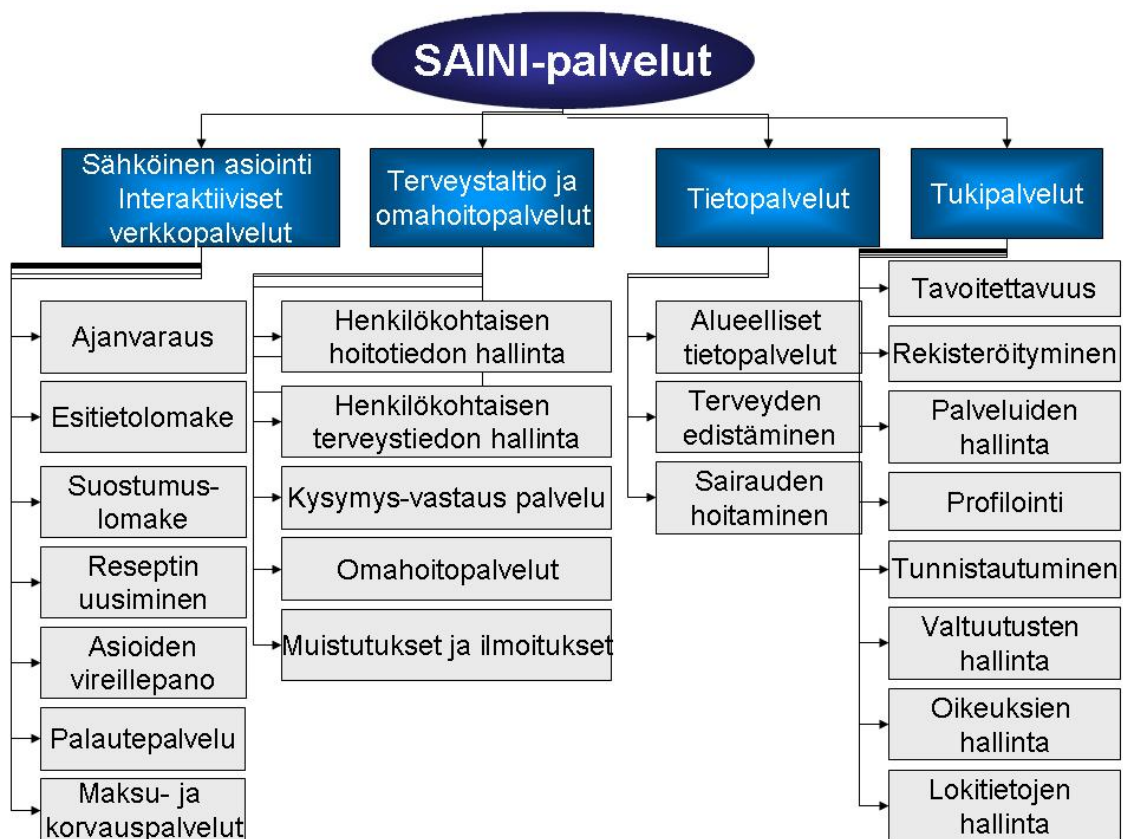 SAINI-palvelut
Sähköinen asiointi
Interaktiiviset
verkkopalvelut
Ajanvaraus
Esitietolomake
Suostumus-
lomake
Reseptin
uusiminen
Asioiden
vireillepano
Palautepalvelu
Maksu- ja
korvauspalvelut
Terveystaltio ja
omahoitopalvelut
Henkilökohtaisen
hoitotiedon hallinta
Henkilökohtaisen
terveystiedon hallinta
Kysymys-vastaus palvelu
Omahoitopalvelut
Muistutukset ja ilmoitukset
Tietopalvelut
Alueelliset
tietopalvelut
Terveyden
edistäminen
Sairauden
hoitaminen
Tukipalvelut
Tavoitettavuus
Rekisteröityminen
Palveluiden
hallinta
Profilointi
Tunnistautuminen
Valtuutusten
hallinta
Oikeuksien
hallinta
Lokitietojen
hallinta